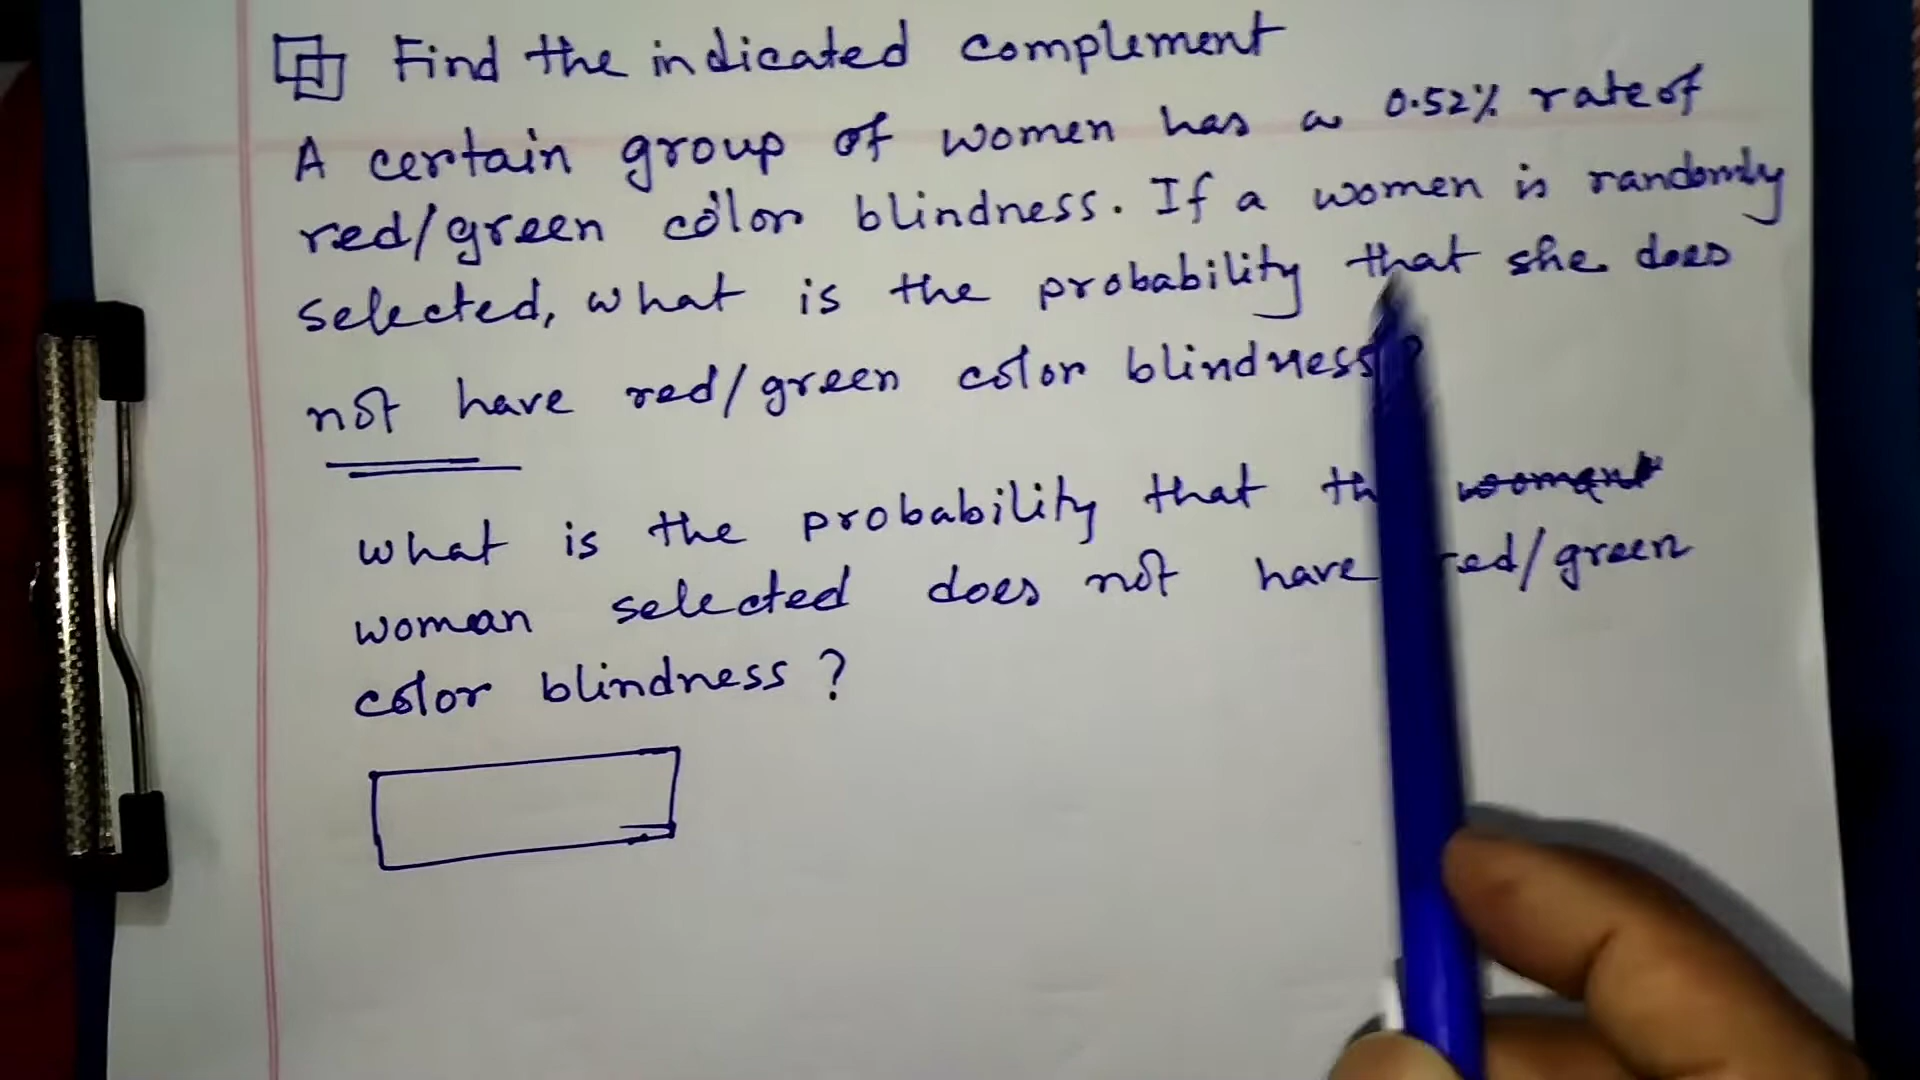 Find the indicated complement
A certain group of women has a 0.52% rate of
red/green color blindness. If a women is randomly
selected, what is the probability that she does
not have red/green color blindness?
What is the probability that
woman selected does not have red/green
color blindness ?